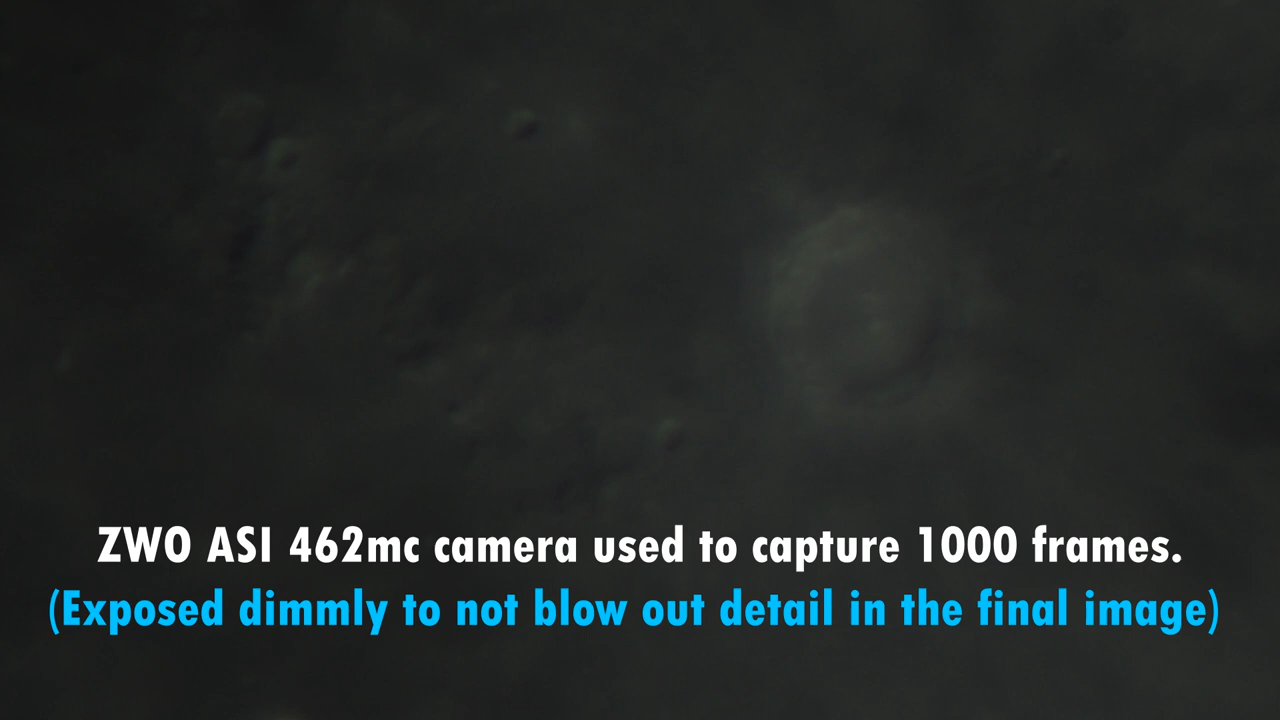 ZWO ASI 462mc camera used to capture 1000 frames.
(Exposed dimmly to not blow out detail in the final image)